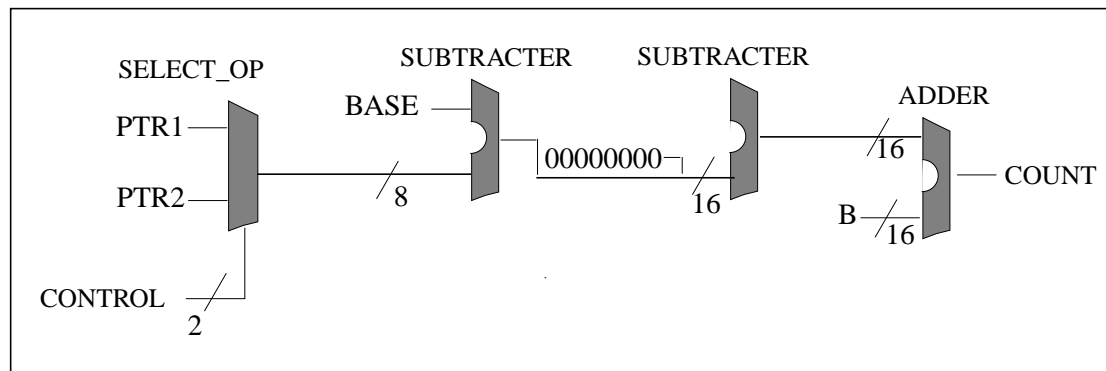 SELECT_OP
SUBTRACTER
SUBTRACTER
ADDER
PTR1
BASE
PTR2
8
00000000
16
16
B
16
COUNT
CONTROL
2